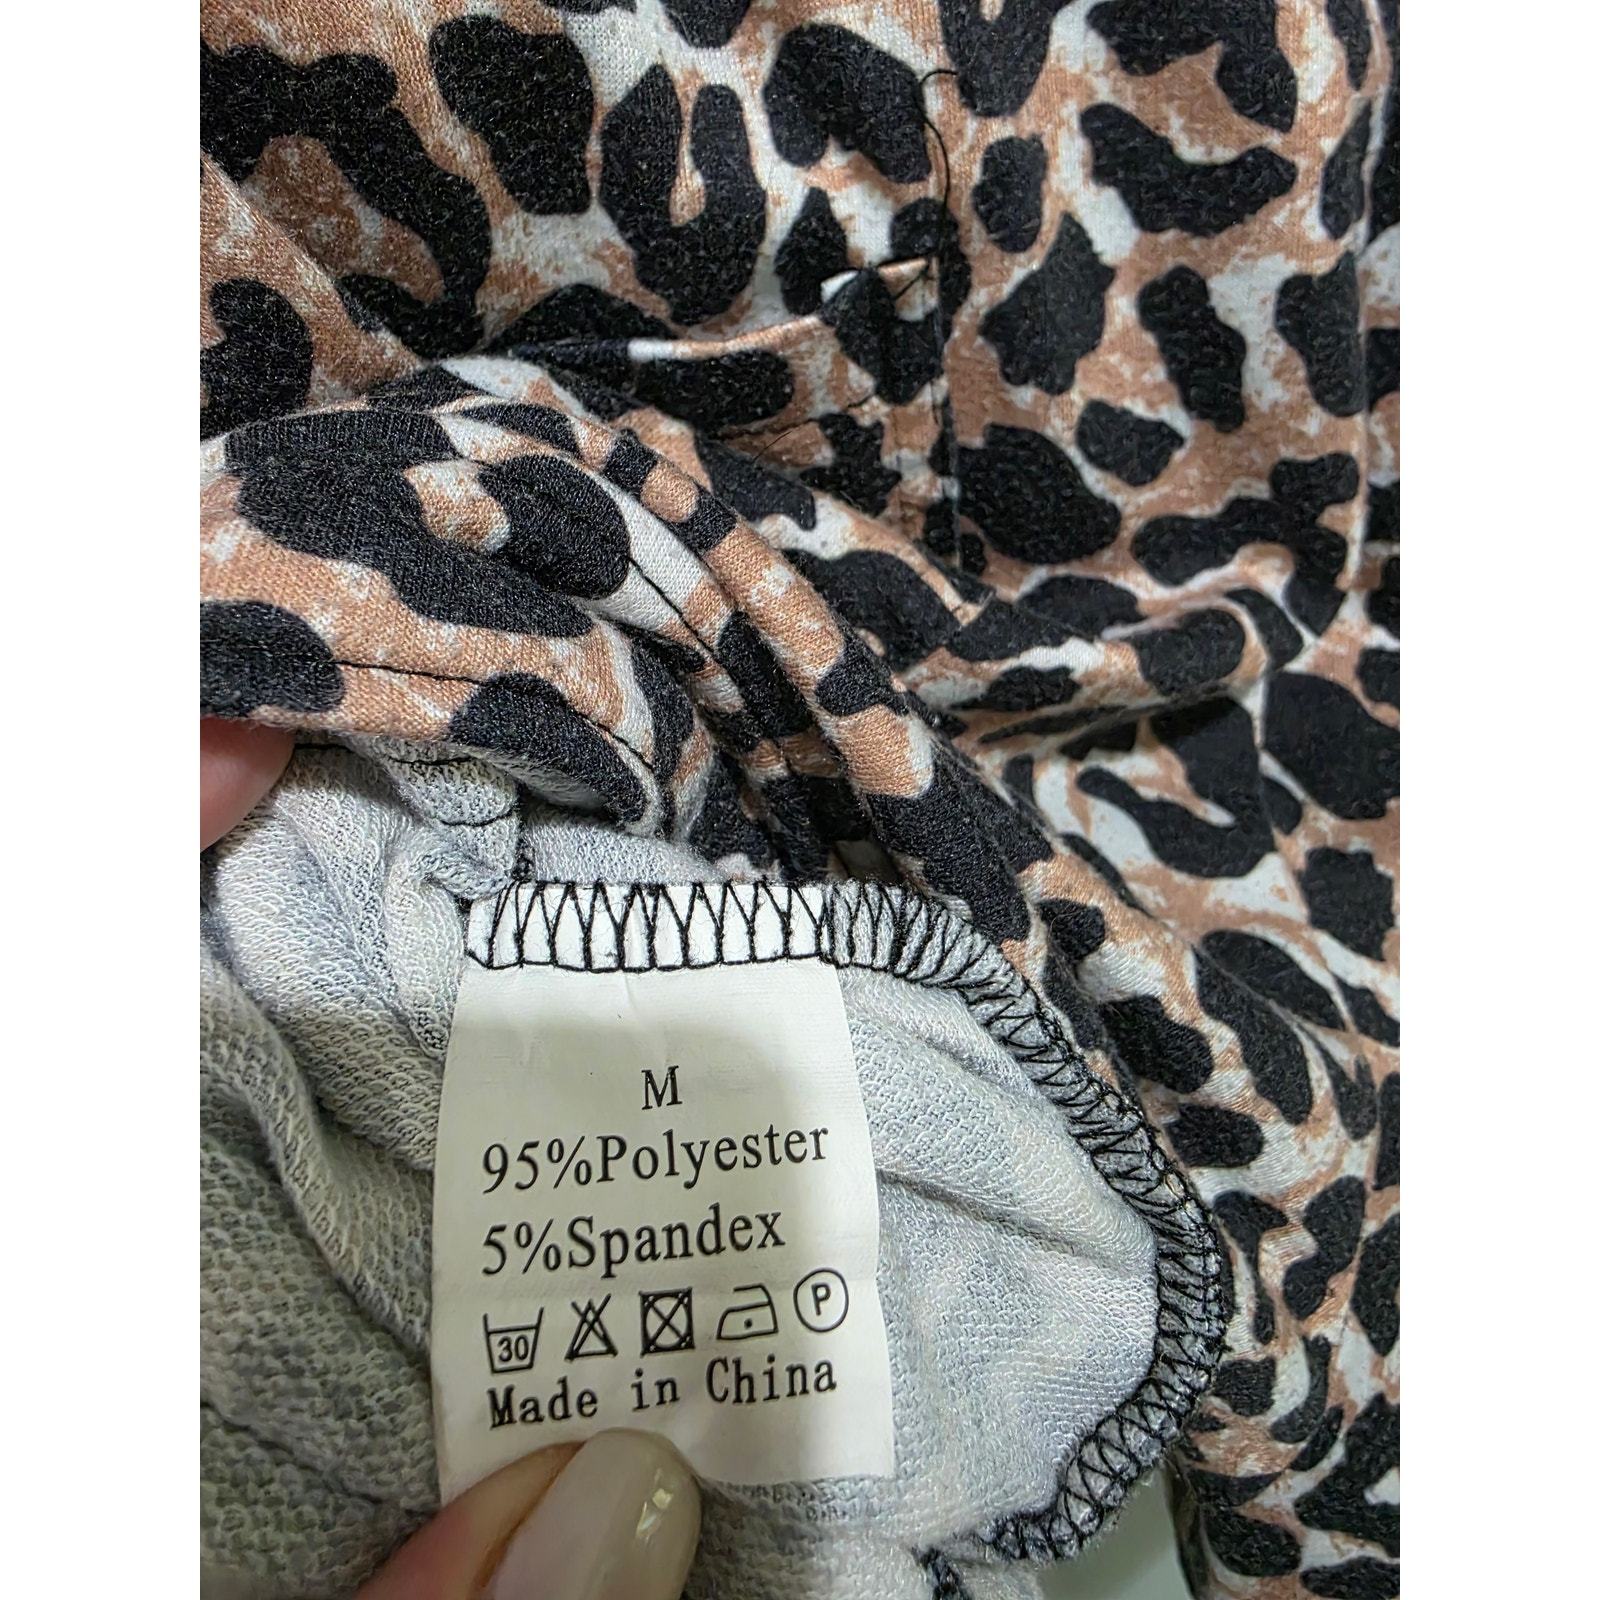 M
95%Polyester
5%Spandex
30 P
Made in China